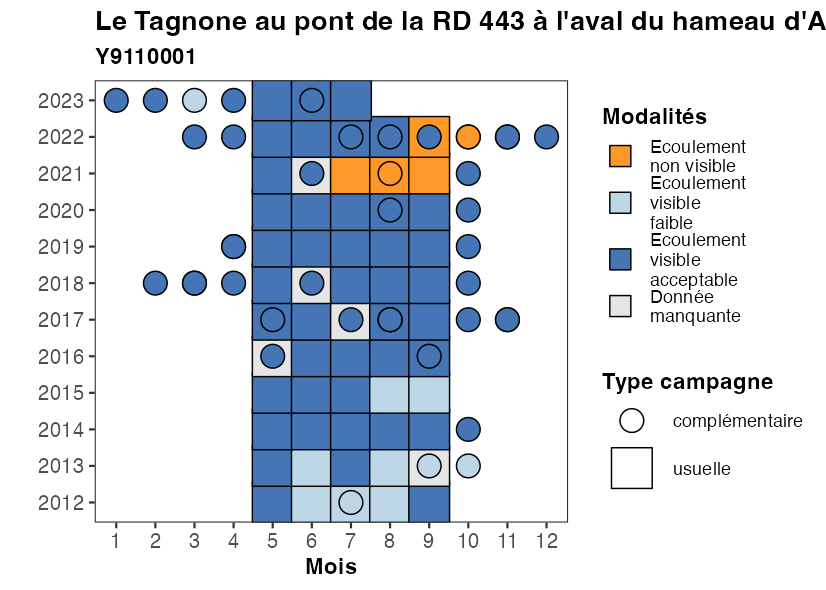 Le Tagnone au pont de la RD 443 à l'aval du hameau d'A
Y9110001
2023
2022
2021
2020
2019
2018
2017
2016
2015
2014
2013
2012
1 2 3 4 5 6 7 8 9 10 11 12
Mois
Modalités
Ecoulement
non visible
Ecoulement
visible
faible
Ecoulement
visible
acceptable
Donnée
manquante
Type campagne
complémentaire
usuelle